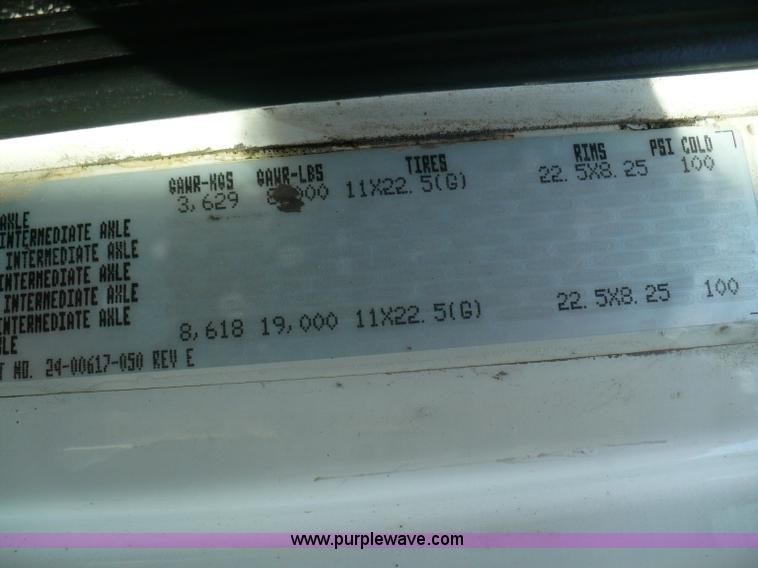 GAWR-KGS GAWR-LBS TIRES RIMS PSI COLD
AXLE 3,629 11X22.5(G) 22.5X8.25 100
INTERMEDIATE AXLE
INTERMEDIATE AXLE
INTERMEDIATE AXLE
INTERMEDIATE AXLE
INTERMEDIATE AXLE
8,618 19,000 11X22.5(G) 22.5X8.25 100
NO. 24-00617-050 REV E
www.purplewave.com